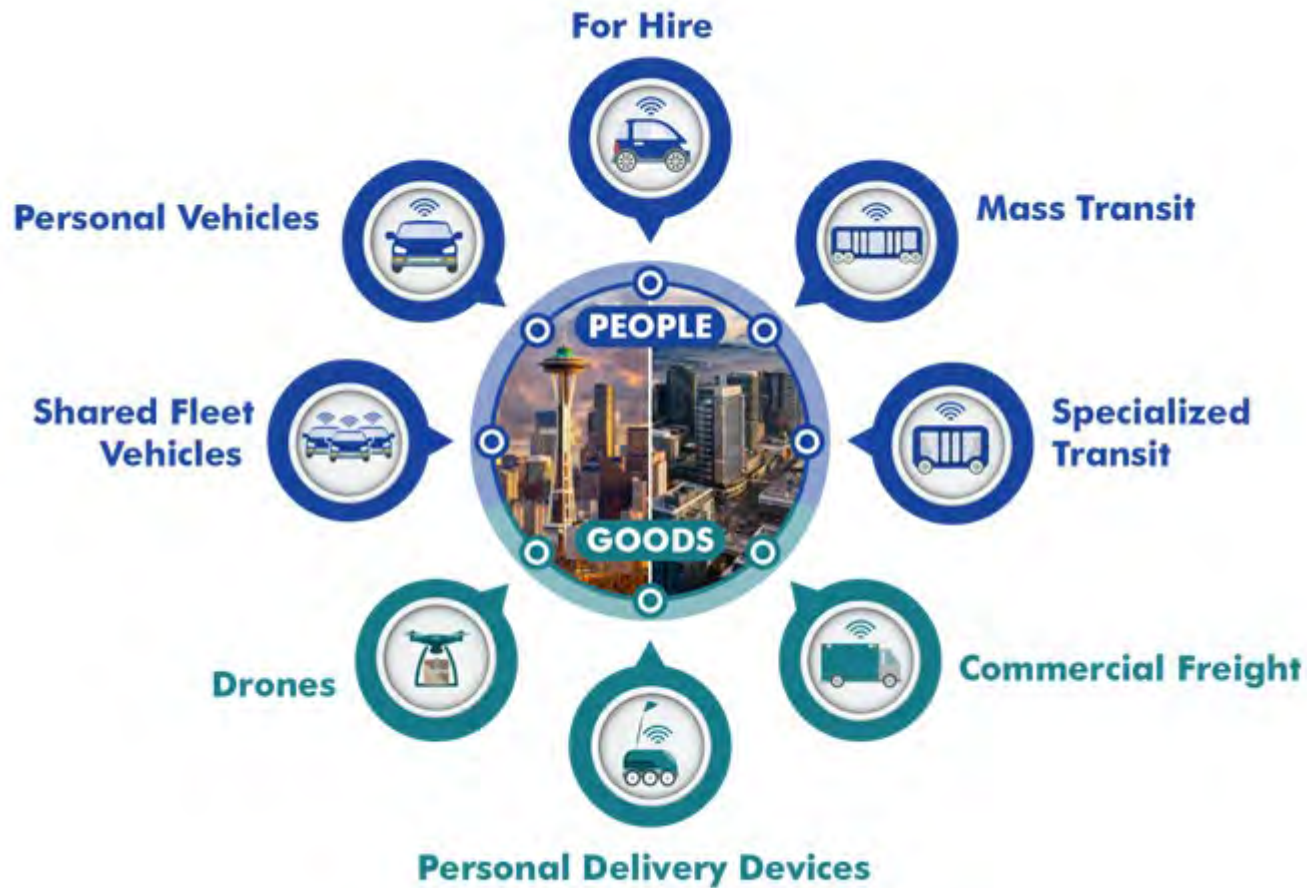 For Hire
Personal Vehicles
Mass Transit
PEOPLE
Shared Fleet
Vehicles
Specialized
Transit
GOODS
Drones
Commercial Freight
Personal Delivery Devices